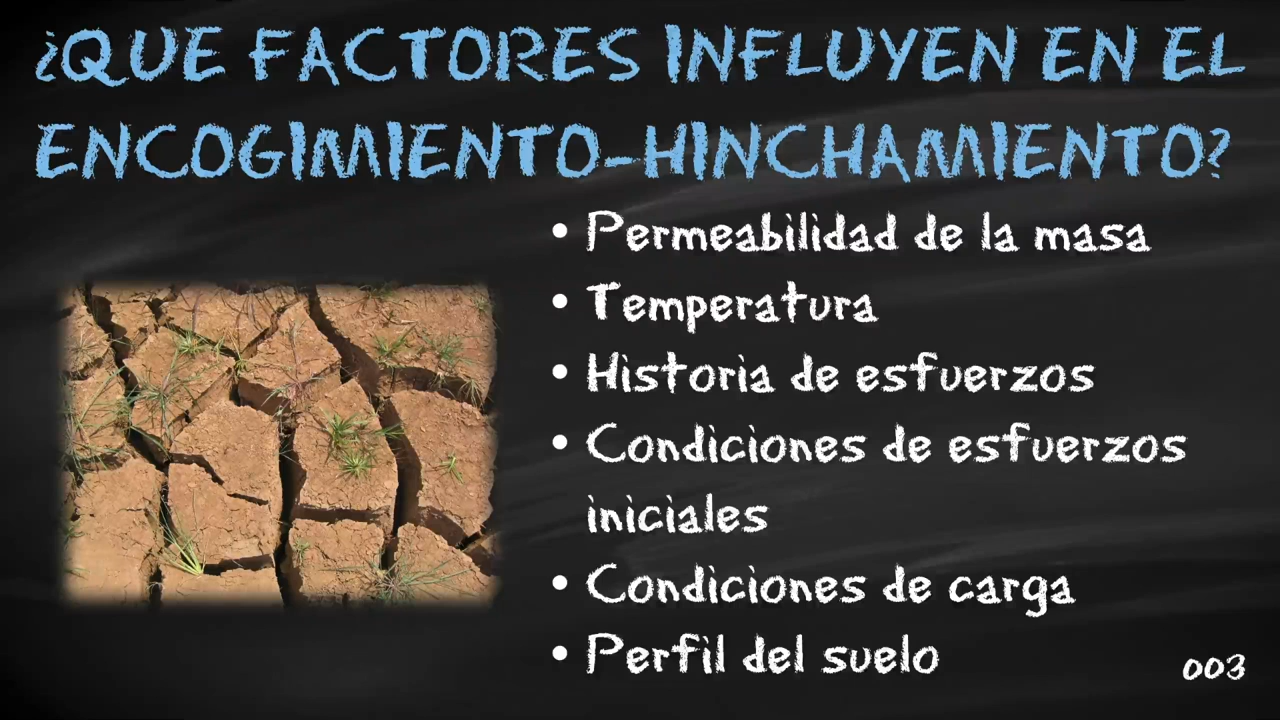 ¿QUE FACTORES INFLUYEN EN EL
ENCOGIMIENTO-HINCHAMIENTO?
• Permeabilidad de la masa
• Temperatura
• Historia de esfuerzos
• Condiciones de esfuerzos
iniciales
• Condiciones de carga
• Perfil del suelo
003